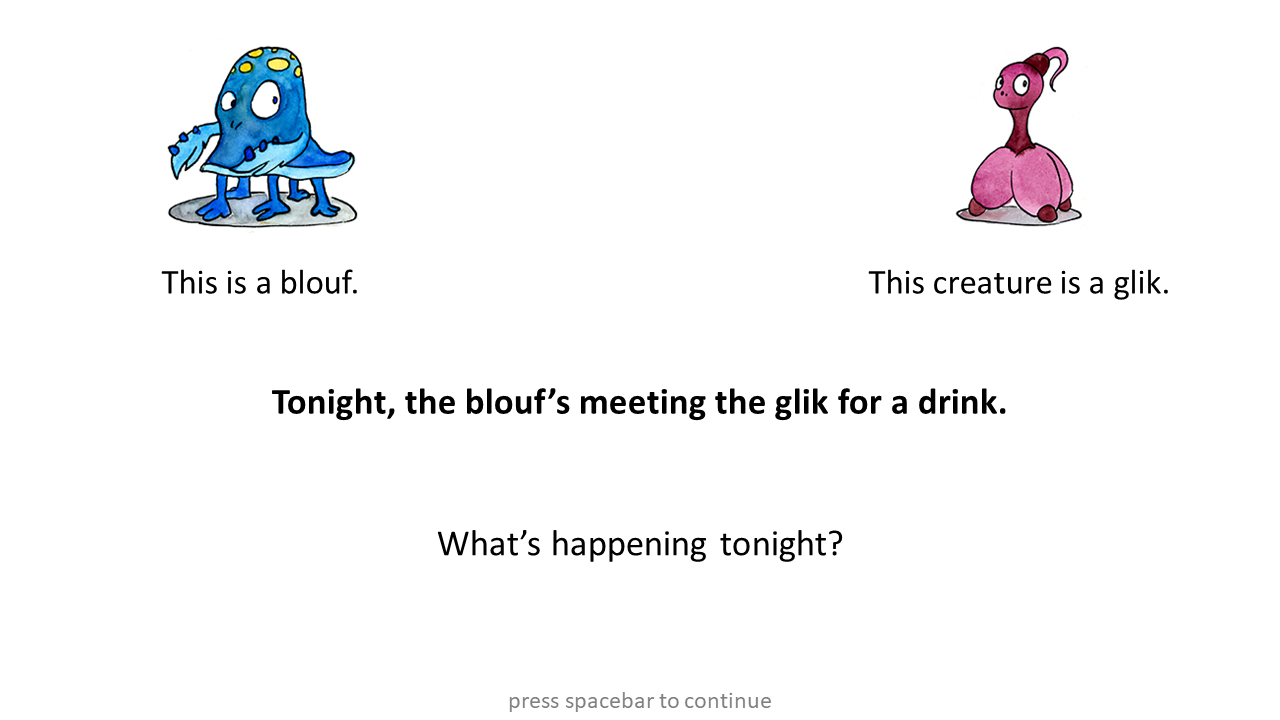 This is a blouf.
This creature is a glik.
Tonight, the blouf’s meeting the glik for a drink.
What’s happening tonight?
press spacebar to continue